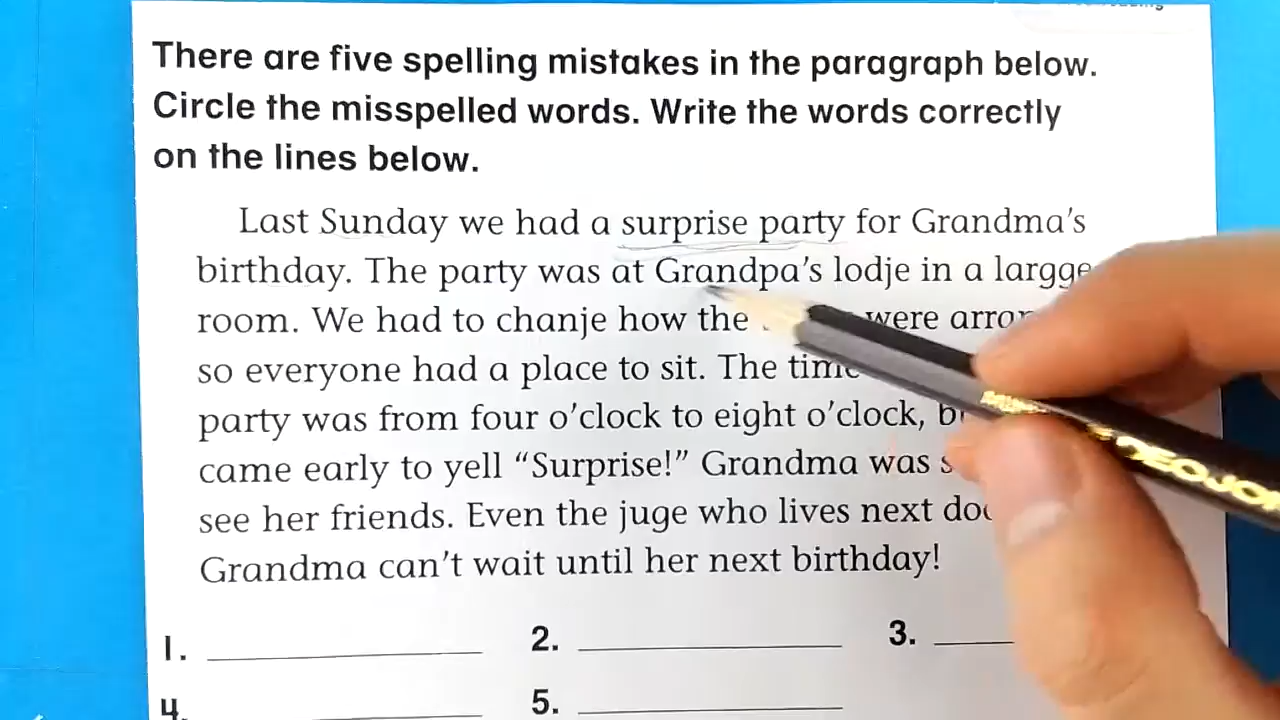 There are five spelling mistakes in the paragraph below.
Circle the misspelled words. Write the words correctly
on the lines below.
Last Sunday we had a surprise party for Grandma's
birthday. The party was at Grandpa's lodje in a largge
room. We had to chanje how the were
so everyone had a place to sit. The
party was from four o'clock to eight o'clock,
came early to yell “Surprise!” Grandma was
see her friends. Even the juge who lives next
Grandma can't wait until her next birthday!
1. 2. 3.
4. 5.